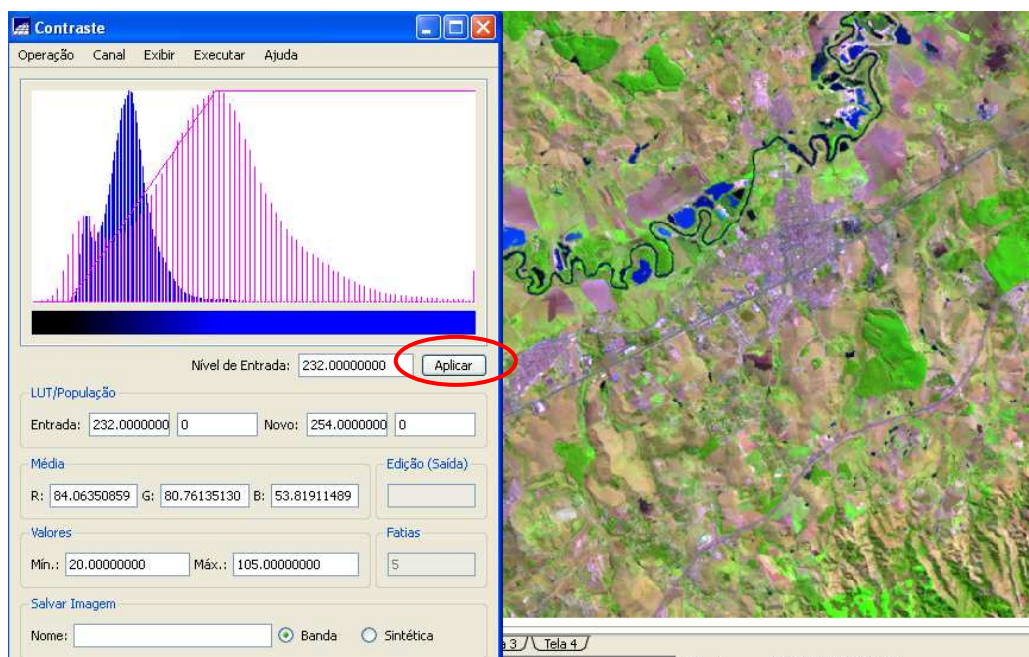 Contraste
Operação Canal Exibir Executar Ajuda
Nível de Entrada: 232.00000000 Aplicar
LUT/População
Entrada: 232.0000000 0 Novo: 254.0000000 0
Média
Edição (Saída)
R: 84.06350859 G: 80.76135130 B: 53.81911489
Valores
Fatias
Mín.: 20.00000000 Máx.: 105.00000000
5
Salvar Imagem
Nome: Banda Sintética
3 Tela 4